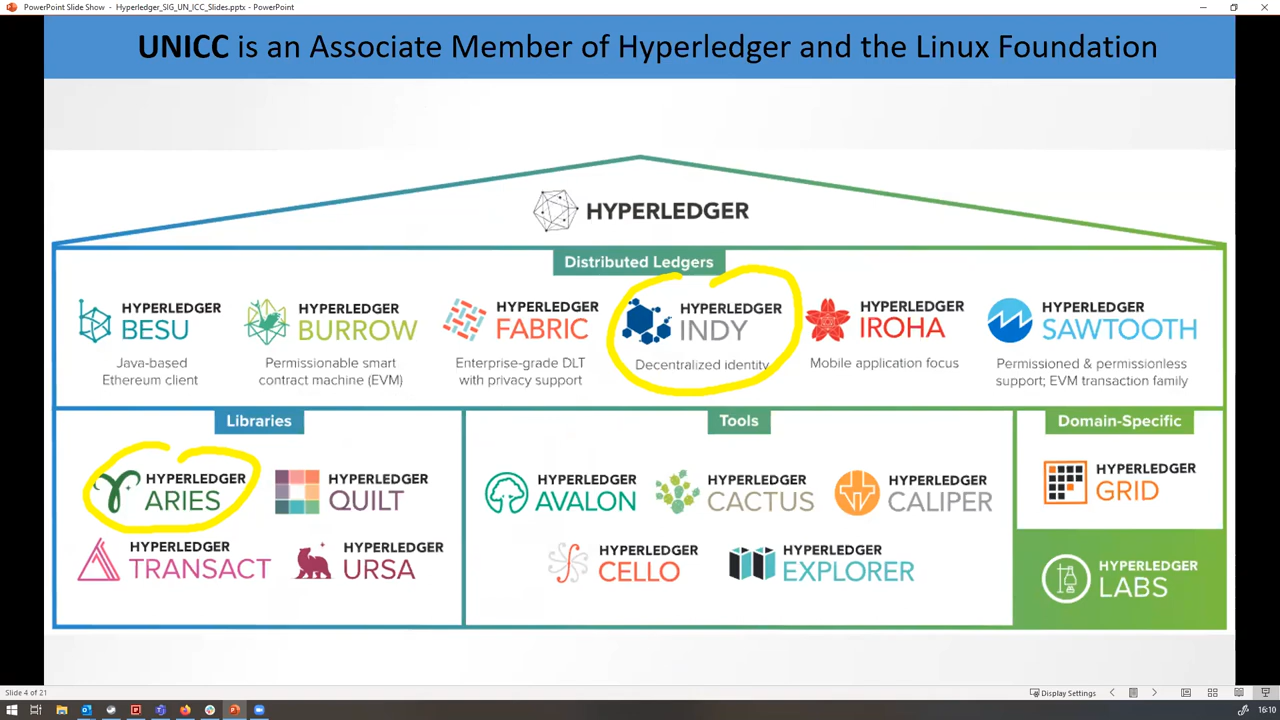 PowerPoint Slide Show - Hyperledger_SIG_UN_ICC_Slides.pptx - PowerPoint
UNICC is an Associate Member of Hyperledger and the Linux Foundation
HYPERLEDGER
Distributed Ledgers
HYPERLEDGER
BESU
Java-based
Ethereum client
HYPERLEDGER
BURROW
Permissionable smart
contract machine (EVM)
HYPERLEDGER
FABRIC
Enterprise-grade DLT
with privacy support
HYPERLEDGER
INDY
Decentralized identity
HYPERLEDGER
IROHA
Mobile application focus
HYPERLEDGER
SAWTOOTH
Permissioned & permissionless
support; EVM transaction family
Libraries
HYPERLEDGER
ARIES
HYPERLEDGER
QUILT
HYPERLEDGER
TRANSACT
HYPERLEDGER
URSA
Tools
HYPERLEDGER
AVALON
HYPERLEDGER
CACTUS
HYPERLEDGER
CALIPER
HYPERLEDGER
CELLO
HYPERLEDGER
EXPLORER
Domain-Specific
HYPERLEDGER
GRID
HYPERLEDGER
LABS
Slide 4 of 21
Display Settings
16:10